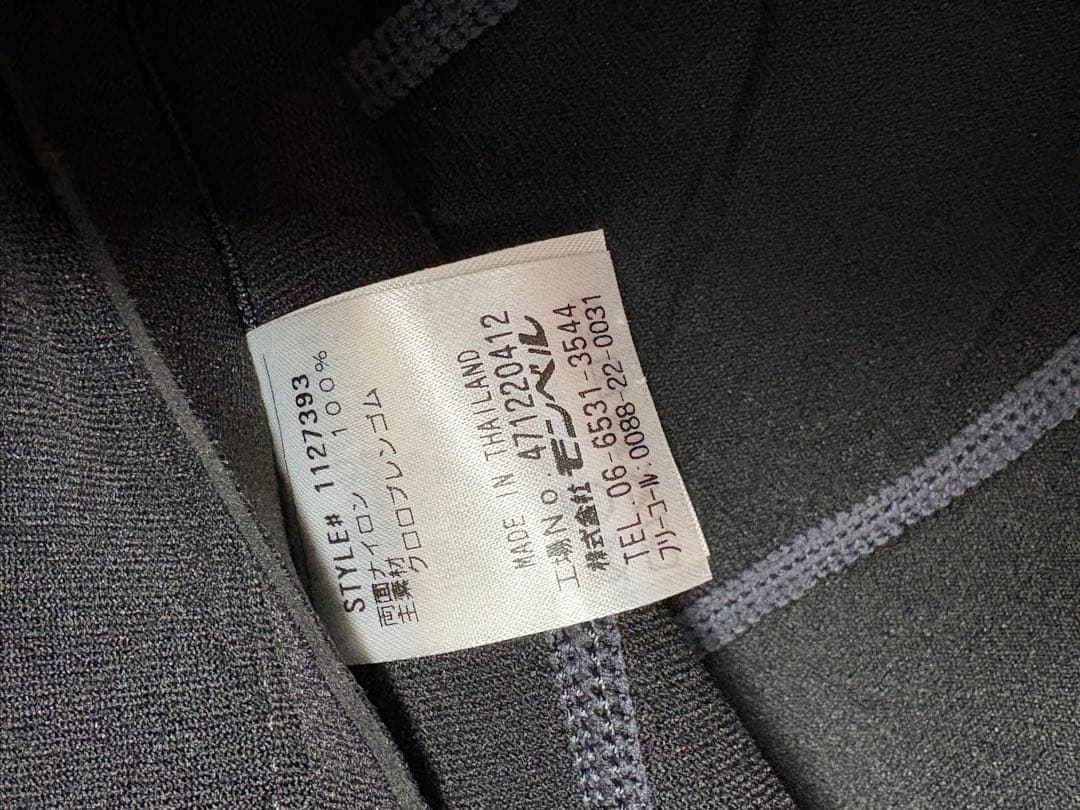 STYLE# 1127393
両面ナイロン 100%
主素材
クロロプレンゴム
MADE IN THAILAND
工場No 471220412
株式会社 モンベル
TEL 06-6531-3544
フリーコール:0088-22-0031